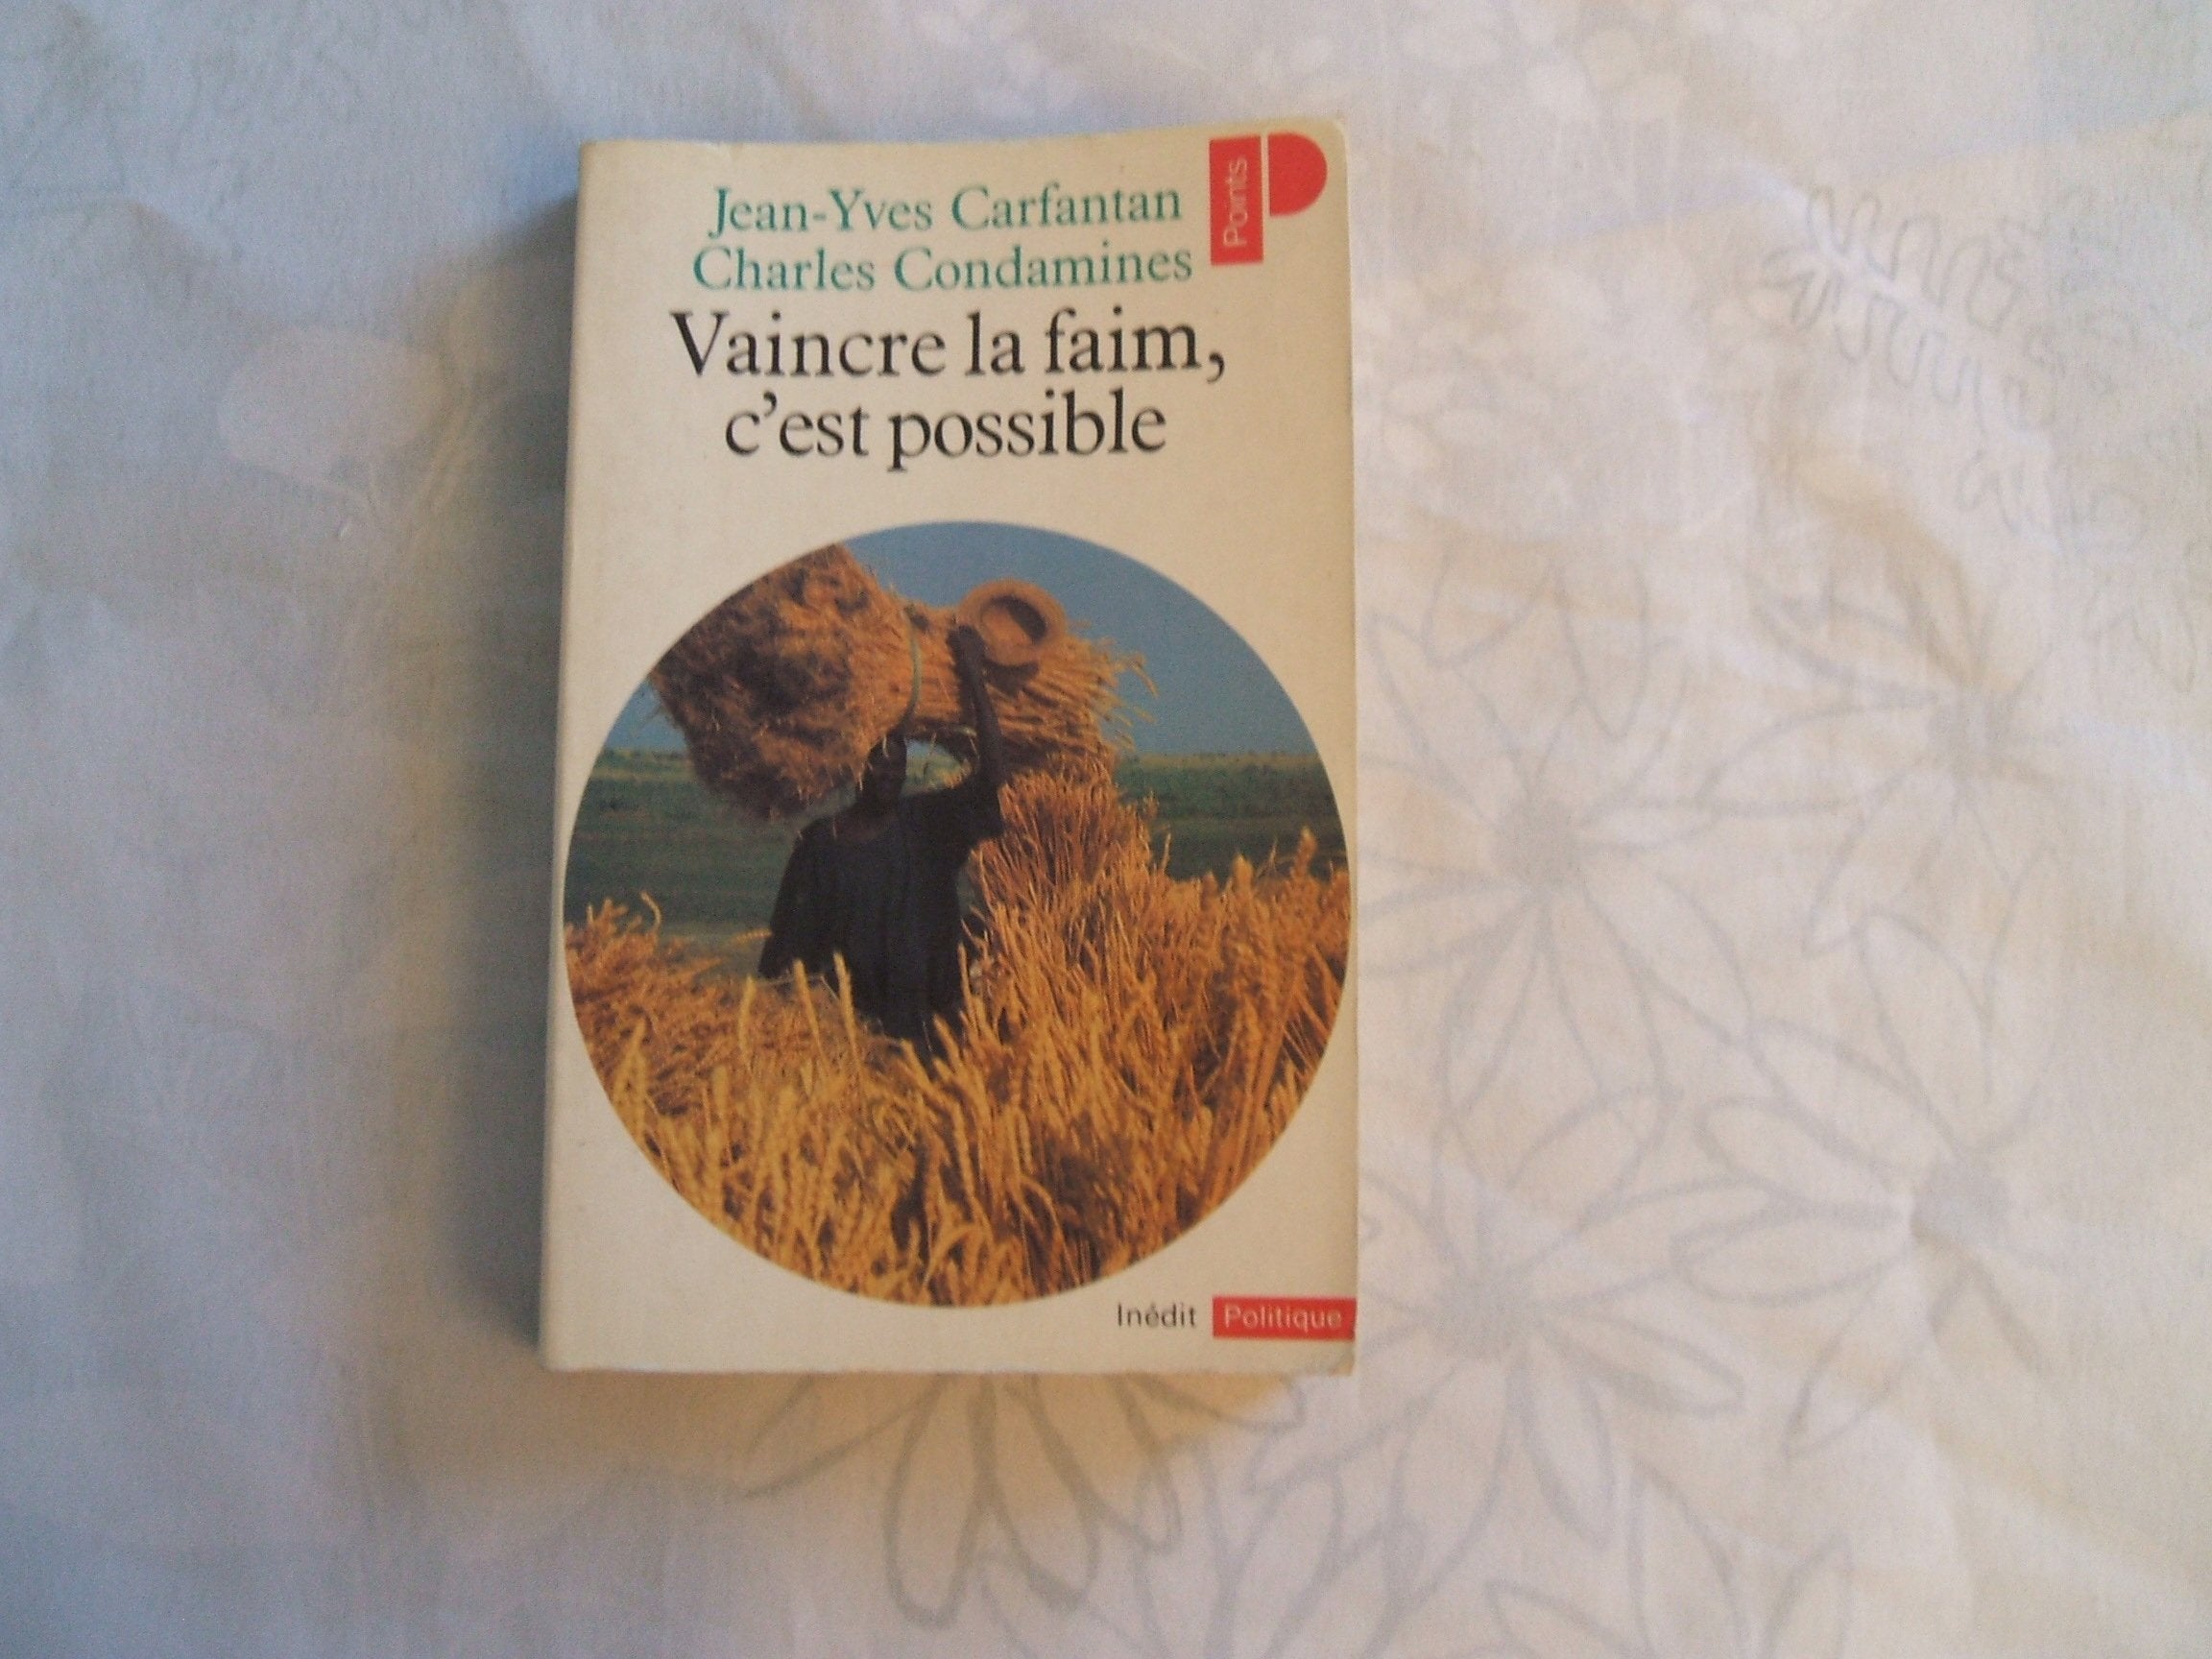 Jean-Yves Carfantan
Charles Condamines
Points
Vaincre la faim,
c'est possible
Inédit Politique